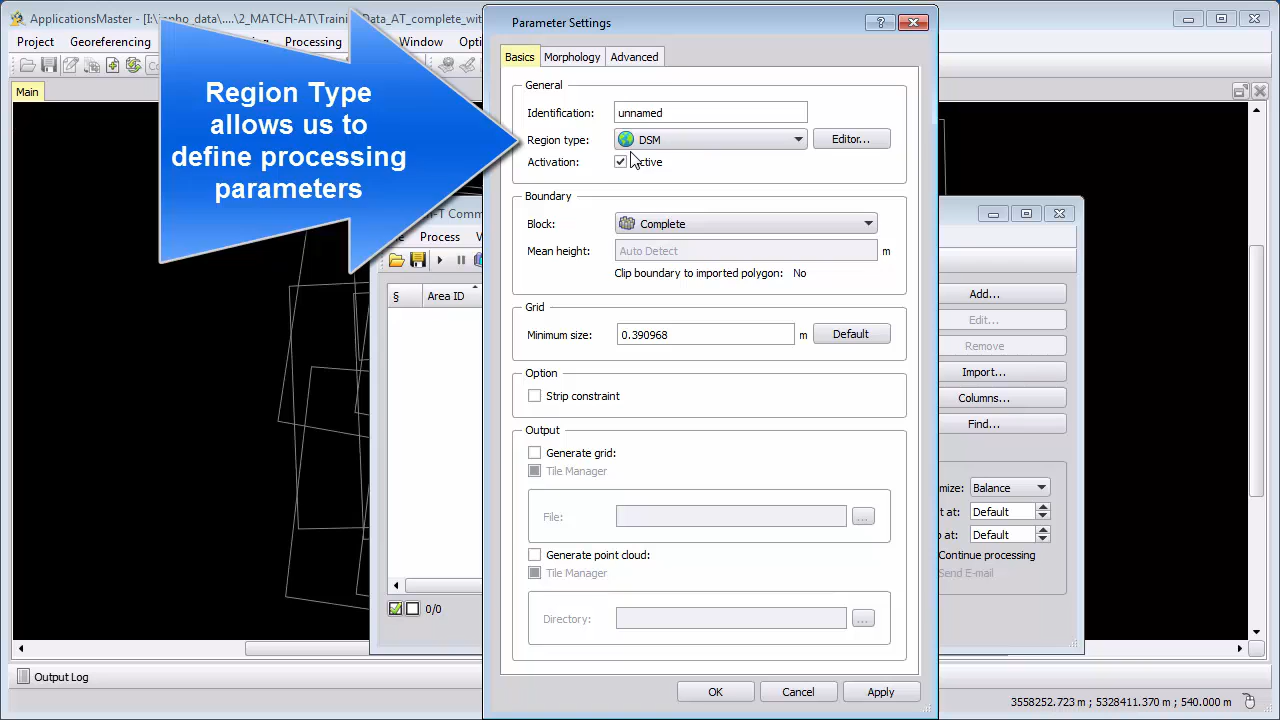 ApplicationsMaster - [I:\inpho_data\....\2_MATCH-AT\Training
Data_AT_complete_wit
Parameter Settings
Project
Georeferencing
Processing
Window
Main
Region Type
allows us to
define processing
parameters
Basics
Morphology
Advanced
General
Identification:
unnamed
Region type:
DSM
Editor...
Activation:
Boundary
Block:
Complete
Mean height:
Auto Detect
m
Clip boundary to imported polygon:
No
Grid
Minimum size:
0.390968
m
Default
Option
Strip constraint
Output
Generate grid:
Tile Manager
File:
...
Generate point cloud:
Tile Manager
Directory:
...
OK
Cancel
Apply
Process
§
Area ID
0/0
Add...
Edit...
Remove
Import...
Columns...
Find...
Balance
Default
Default
Continue processing
Send E-mail
Output Log
3558252.723 m ; 5328411.370 m ; 540.000 m